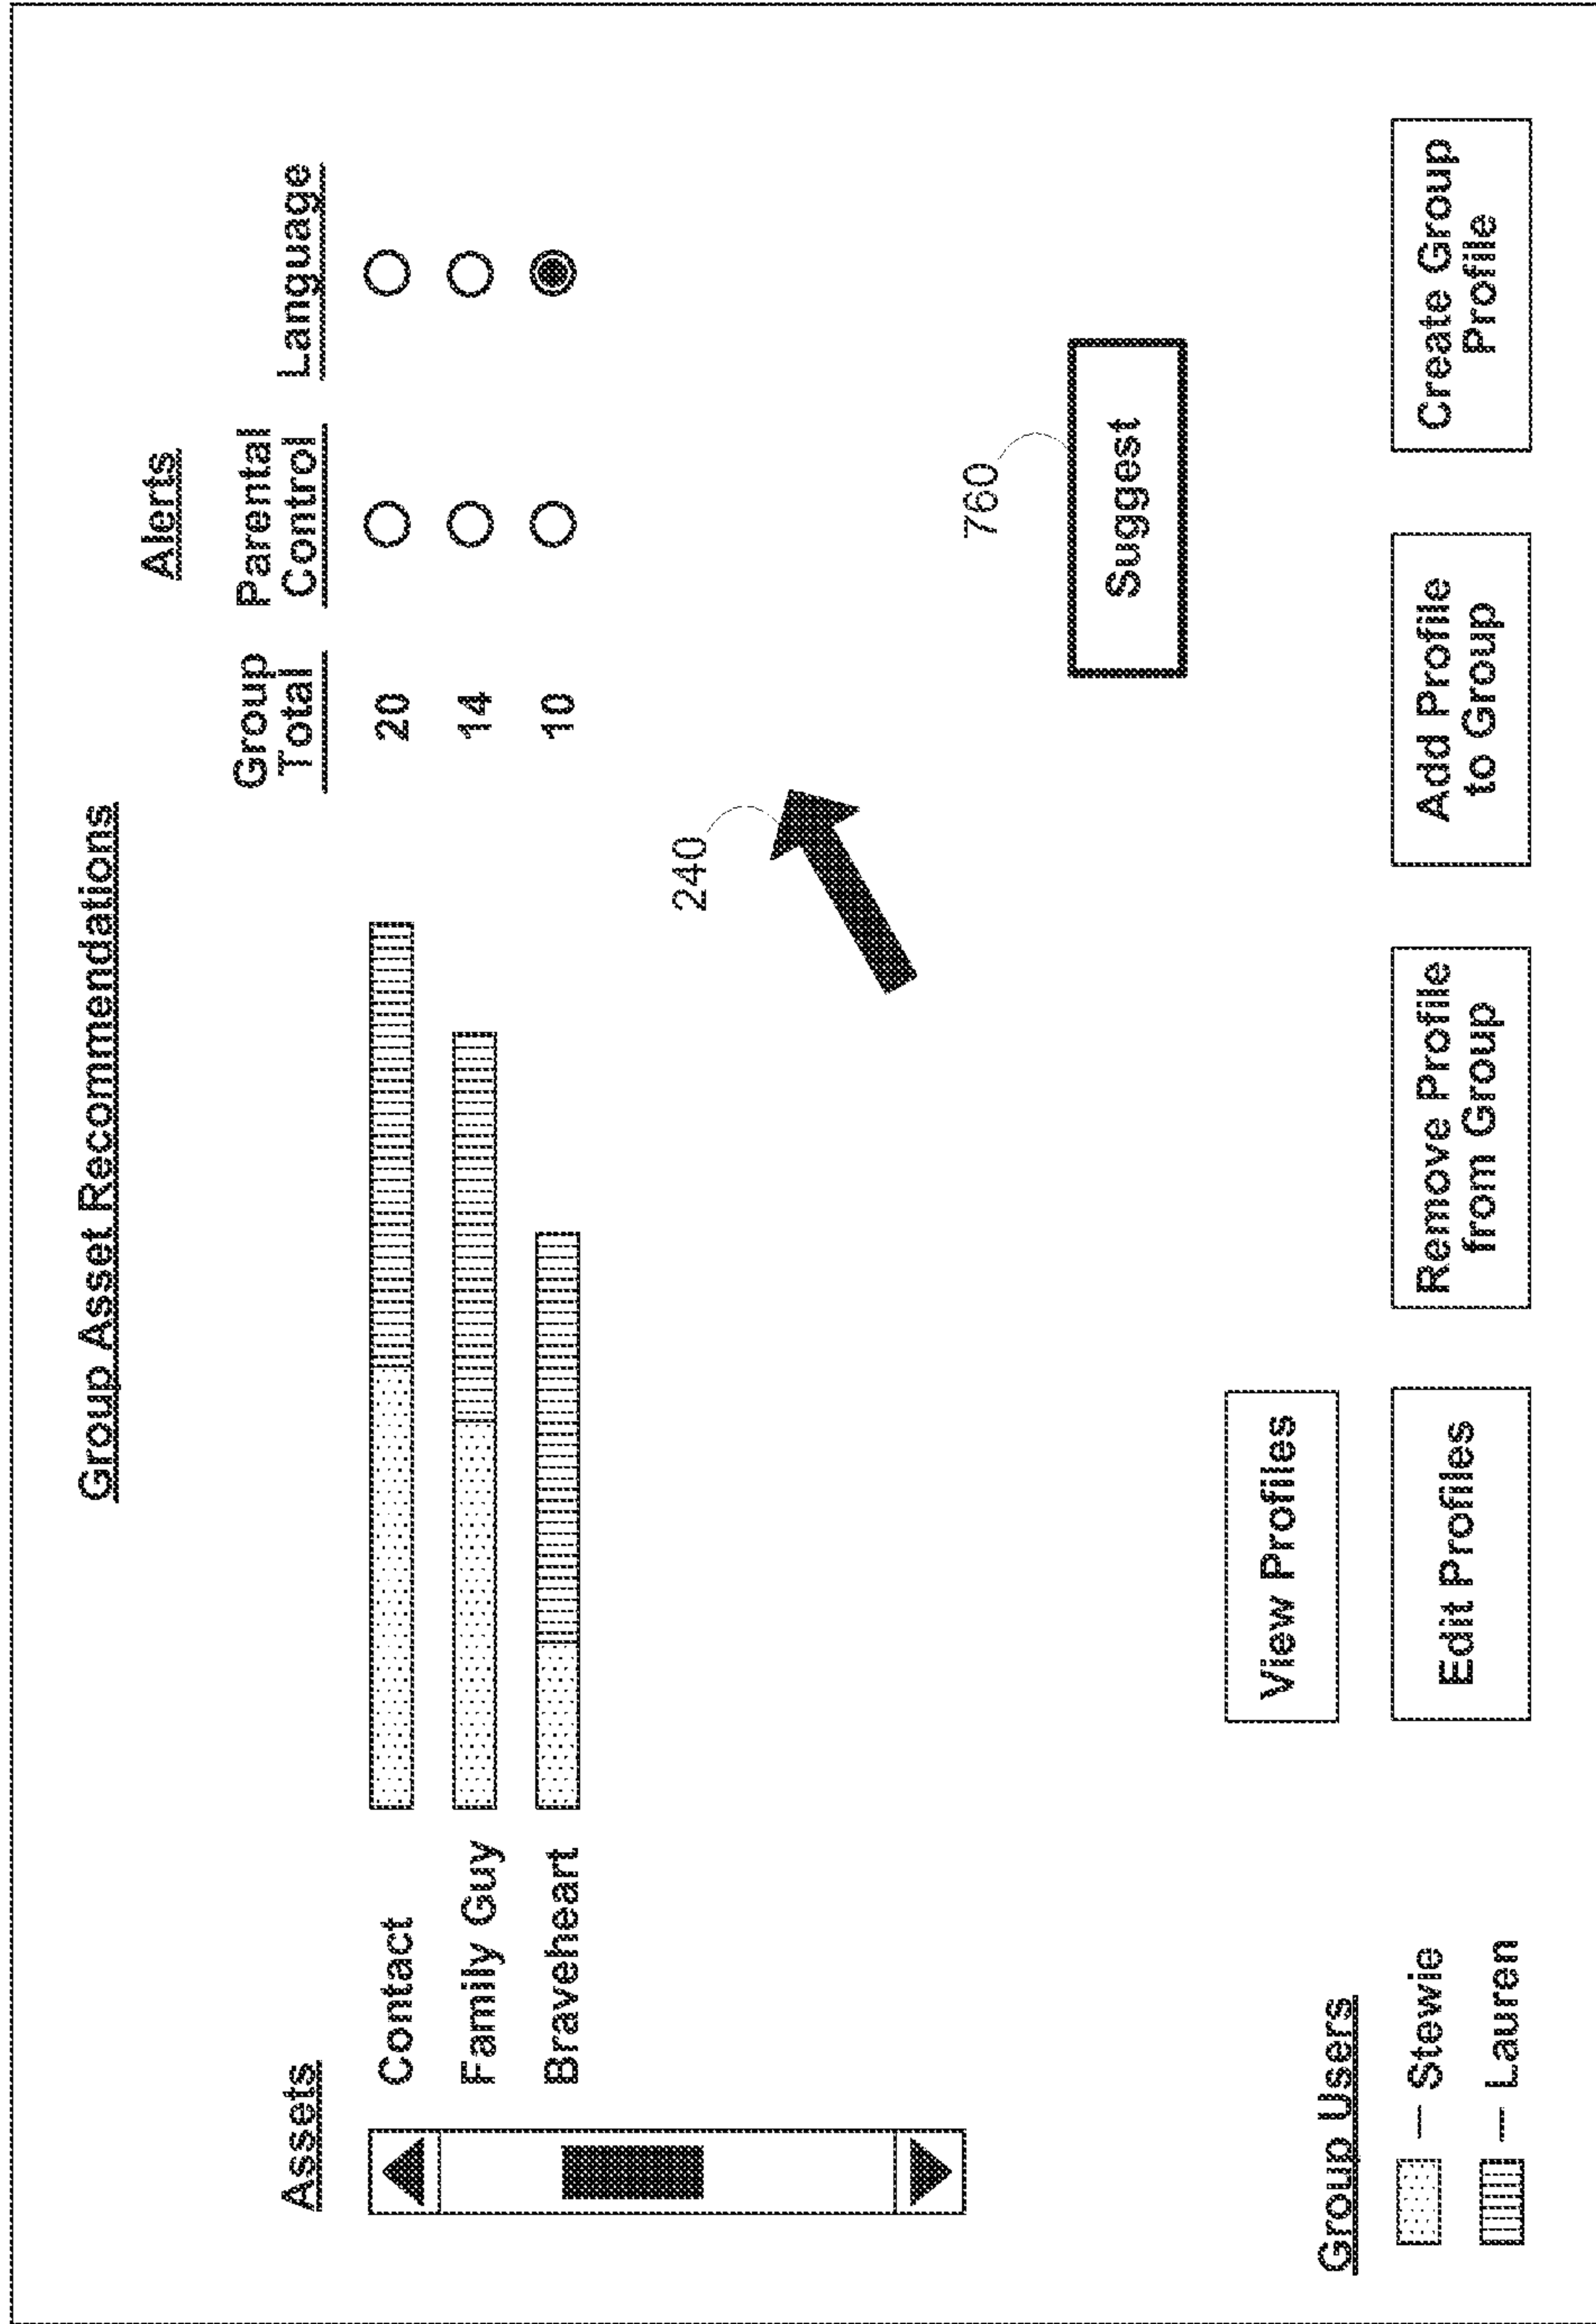 Group Asset Recommendations
Alerts
Assets
Group
Total
Parental
Control
Language
Contact
20
Family Guy
14
Braveheart
10
240
760
Suggest
View Profiles
Group Users
— Stewie
— Lauren
Edit Profiles
Remove Profile
from Group
Add Profile
to Group
Create Group
Profile